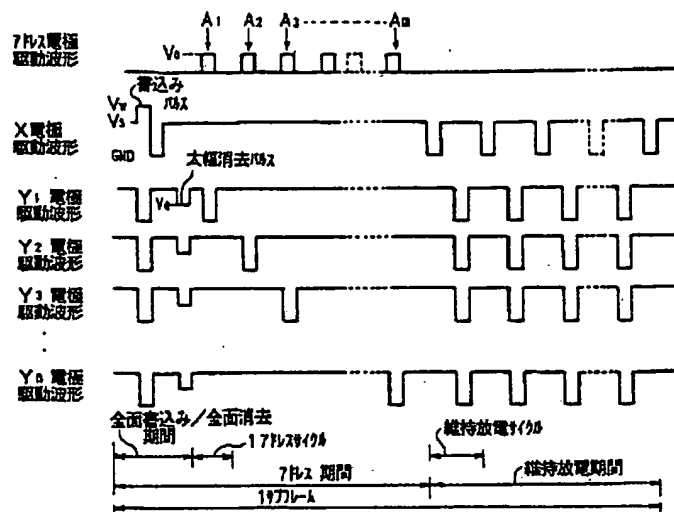 A1 A2 A3 Am
アドレス電極
駆動波形
Va
書込み
パルス
Vw
Vs
X電極
駆動波形
GND
太幅消去パルス
Y1 電極
駆動波形
Y2 電極
駆動波形
Y3 電極
駆動波形
Yn 電極
駆動波形
全面書込み/全面消去
期間
1アドレスサイクル
維持放電サイクル
アドレス 期間
維持放電期間
1サブフレーム